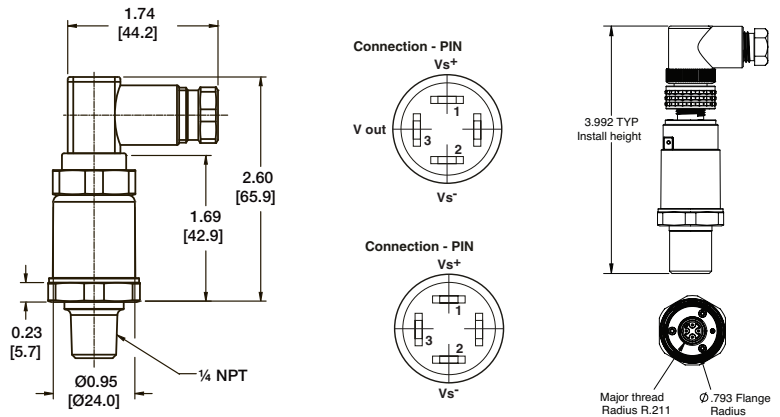 1.74
[44.2]
2.60
[65.9]
1.69
[42.9]
0.23
[5.7]
Ø0.95
[Ø24.0]
¼ NPT
Connection - PIN
Vs+
1
V out
3
2
Vs-
Connection - PIN
Vs+
1
3
2
Vs-
3.992 TYP
Install height
Major thread
Radius R.211
Ø.793 Flange
Radius